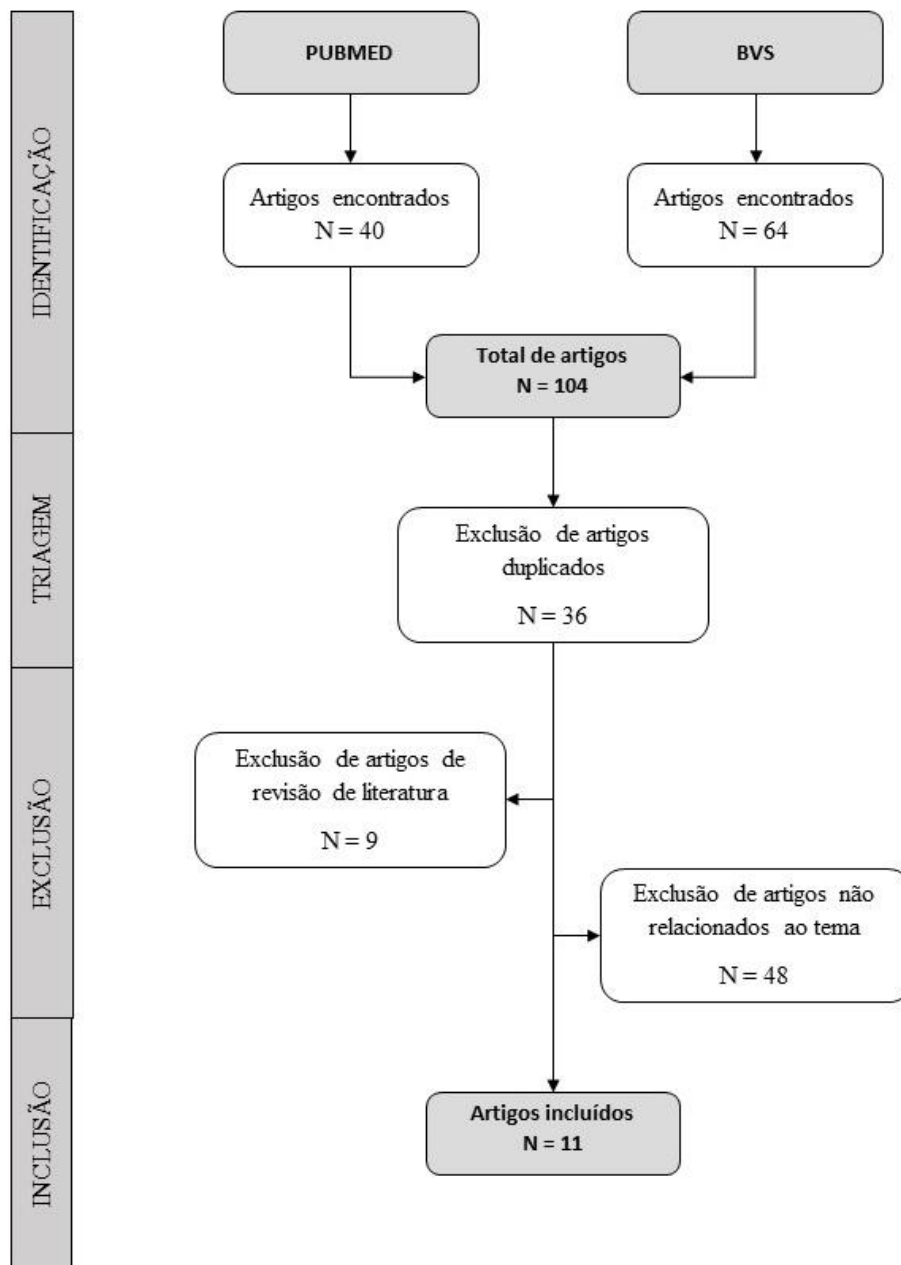 IDENTIFICAÇÃO
PUBMED
BVS
Artigos encontrados
N = 40
Artigos encontrados
N = 64
Total de artigos
N = 104
TRIAGEM
Exclusão de artigos
duplicados
N = 36
EXCLUSÃO
Exclusão de artigos de
revisão de literatura
N = 9
Exclusão de artigos não
relacionados ao tema
N = 48
INCLUSÃO
Artigos incluídos
N = 11